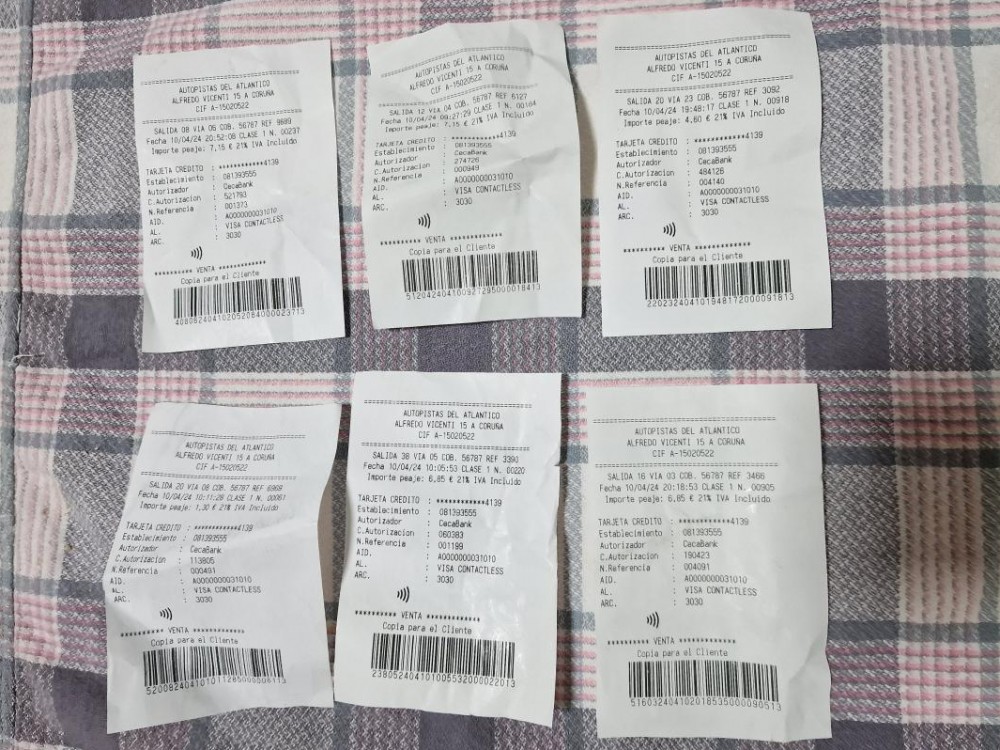 AUTOPISTAS DEL ATLANTICO
ALFREDO VICENTI 15 A CORUÑA
CIF A-15020522
SALIDA 08 VIA 06 COB. 56787 REF 9889
Fecha 10/04/24 20:52:08 CLASE 1 N. 00237
Importe peaje: 7,15 € 21% IVA Incluido
TARJETA CREDITO : ************4139
Establecimiento : 081393555
Autorizador : CecaBank
C.Autorizacion : 521793
N.Referencia : 001373
AID. : A0000000031010
AL. : VISA CONTACTLESS
ARC. : 3030
********** VENTA *************
Copia para el Cliente
AUTOPISTAS DEL ATLANTICO
ALFREDO VICENTI 15 A CORUÑA
CIF A-15020522
SALIDA 12 VIA 04 COB. 56787 REF 6127
Fecha 10/04/24 09:27:29 CLASE 1 N. 00184
Importe peaje: 7,15 € 21% IVA Incluido
TARJETA CREDITO : ************4139
Establecimiento : 081393555
Autorizador : CecaBank
C.Autorizacion : 274726
N.Referencia : 000949
AID. : A0000000031010
AL. : VISA CONTACTLESS
ARC. : 3030
********** VENTA *************
Copia para el Cliente
512042404100927295000018413
AUTOPISTAS DEL ATLANTICO
ALFREDO VICENTI 15 A CORUÑA
CIF A-15020522
SALIDA 20 VIA 23 COB. 56787 REF 3092
Fecha 10/04/24 19:48:17 CLASE 1 N. 00918
Importe peaje: 4,60 € 21% IVA Incluido
TARJETA CREDITO : ************4139
Establecimiento : 081393555
Autorizador : CecaBank
C.Autorizacion : 484126
N.Referencia : 004140
AID. : A0000000031010
AL. : VISA CONTACTLESS
ARC. : 3030
********** VENTA *************
Copia para el Cliente
220232404101948172000091813
AUTOPISTAS DEL ATLANTICO
ALFREDO VICENTI 15 A CORUÑA
CIF A-15020522
SALIDA 20 VIA 08 COB. 56787 REF 6969
Fecha 10/04/24 10:11:28 CLASE 1 N. 00081
Importe peaje: 1,30 € 21% IVA Incluido
TARJETA CREDITO : ************4139
Establecimiento : 081393555
Autorizador : CecaBank
C.Autorizacion : 113805
N.Referencia : 000491
AID. : A0000000031010
AL. : VISA CONTACTLESS
ARC. : 3030
********** VENTA *************
Copia para el Cliente
AUTOPISTAS DEL ATLANTICO
ALFREDO VICENTI 15 A CORUÑA
CIF A-15020522
SALIDA 38 VIA 05 COB. 56787 REF 3390
Fecha 10/04/24 10:05:53 CLASE 1 N. 00220
Importe peaje: 6,85 € 21% IVA Incluido
TARJETA CREDITO : ************4139
Establecimiento : 081393555
Autorizador : CecaBank
C.Autorizacion : 060383
N.Referencia : 001199
AID. : A0000000031010
AL. : VISA CONTACTLESS
ARC. : 3030
********** VENTA *************
Copia para el Cliente
238052404101005532000022013
AUTOPISTAS DEL ATLANTICO
ALFREDO VICENTI 15 A CORUÑA
CIF A-15020522
SALIDA 16 VIA 03 COB. 56787 REF 3466
Fecha 10/04/24 20:18:53 CLASE 1 N. 00905
Importe peaje: 6,85 € 21% IVA Incluido
TARJETA CREDITO : ************4139
Establecimiento : 081393555
Autorizador : CecaBank
C.Autorizacion : 190423
N.Referencia : 004091
AID. : A0000000031010
AL. : VISA CONTACTLESS
ARC. : 3030
********** VENTA *************
Copia para el Cliente
516032404102018535000090513